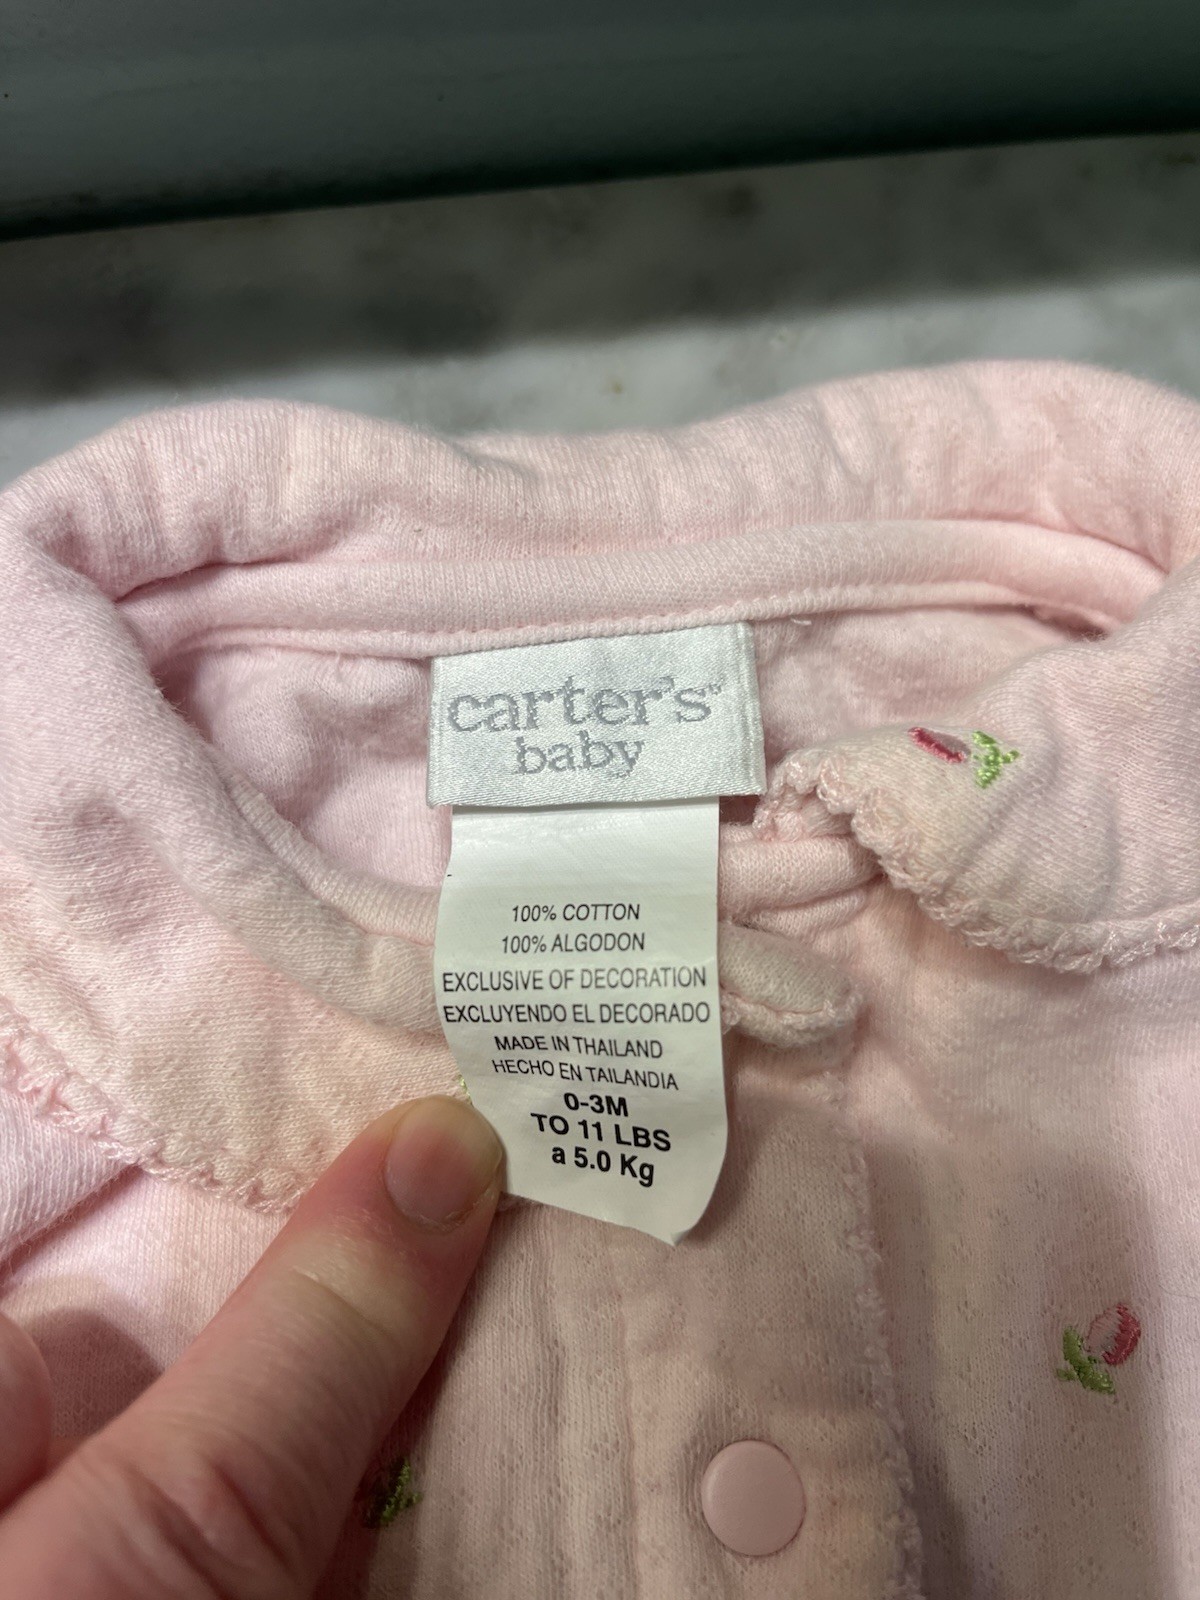 carter's®
baby
100% COTTON
100% ALGODON
EXCLUSIVE OF DECORATION
EXCLUYENDO EL DECORADO
MADE IN THAILAND
HECHO EN TAILANDIA
0-3M
TO 11 LBS
a 5.0 Kg